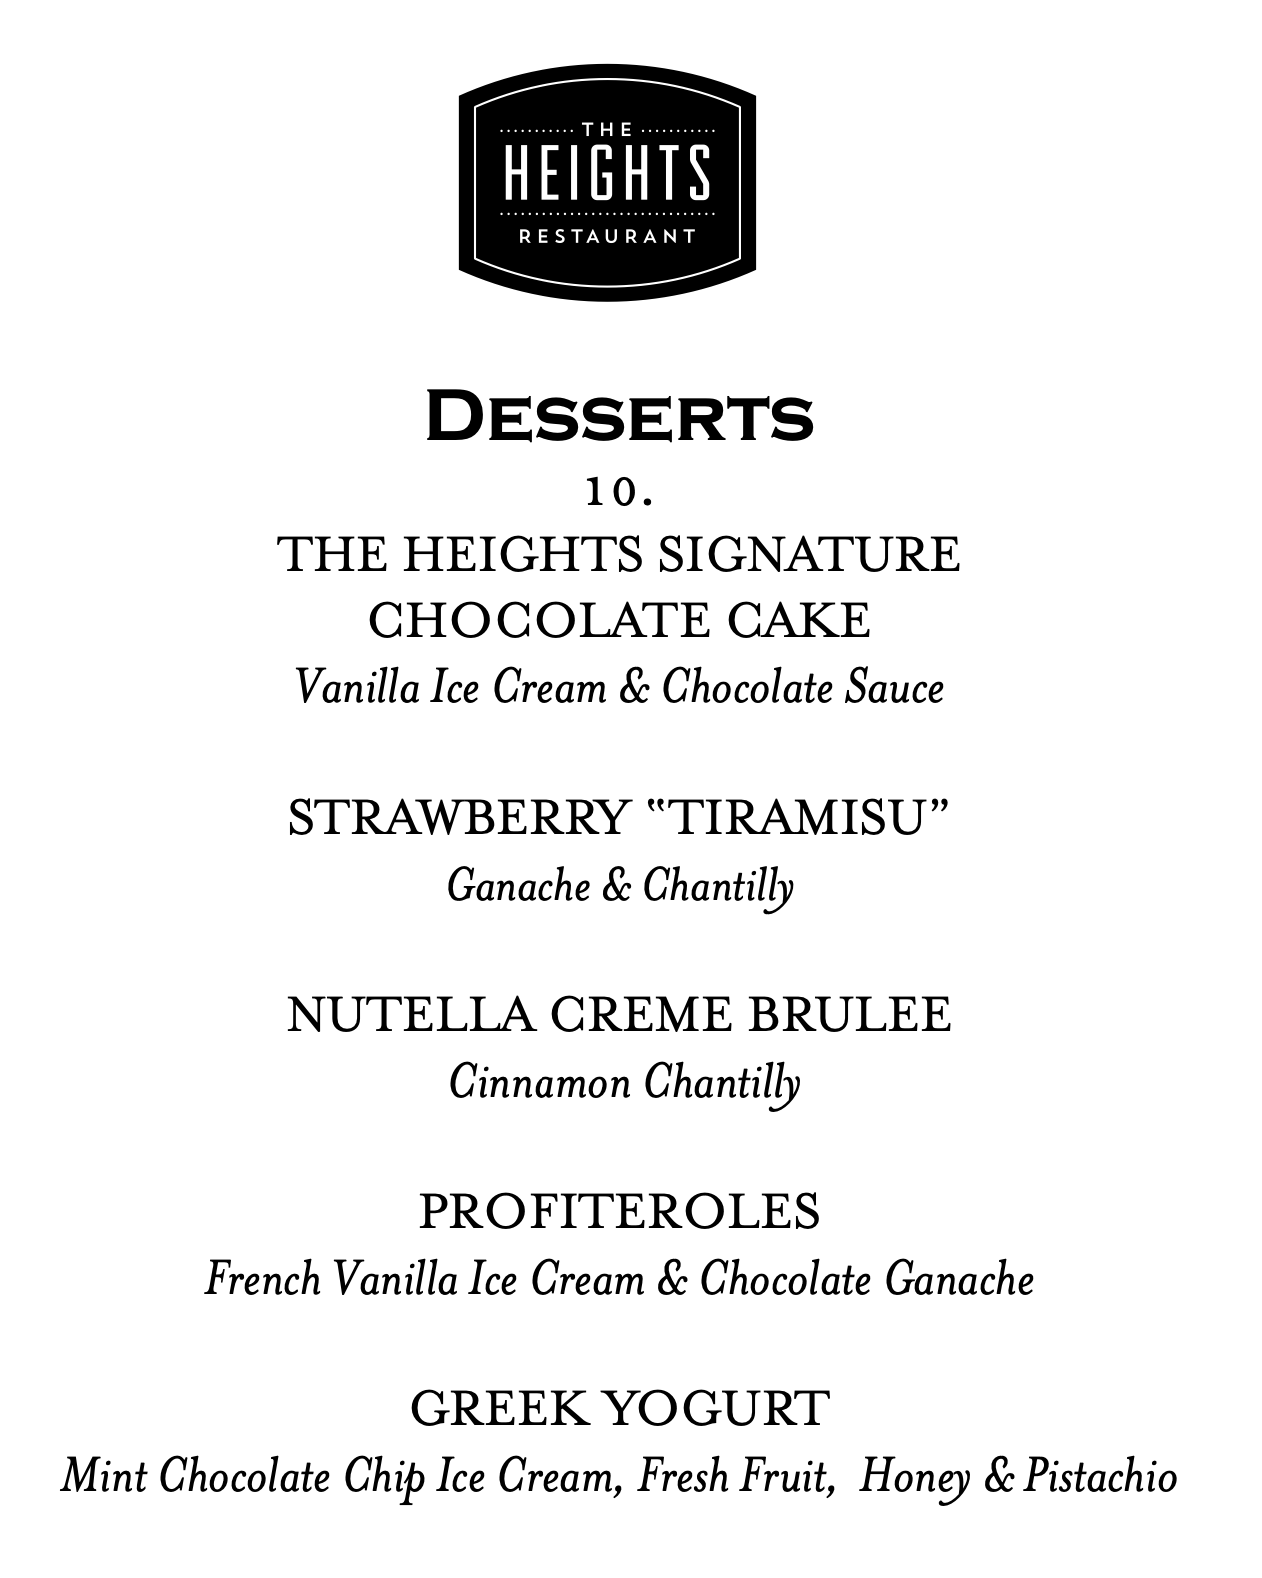 THE
HEIGHTS
RESTAURANT
DESSERTS
10.
THE HEIGHTS SIGNATURE
CHOCOLATE CAKE
Vanilla Ice Cream & Chocolate Sauce
STRAWBERRY “TIRAMISU”
Ganache & Chantilly
NUTELLA CREME BRULEE
Cinnamon Chantilly
PROFITEROLES
French Vanilla Ice Cream & Chocolate Ganache
GREEK YOGURT
Mint Chocolate Chip Ice Cream, Fresh Fruit,  Honey & Pistachio